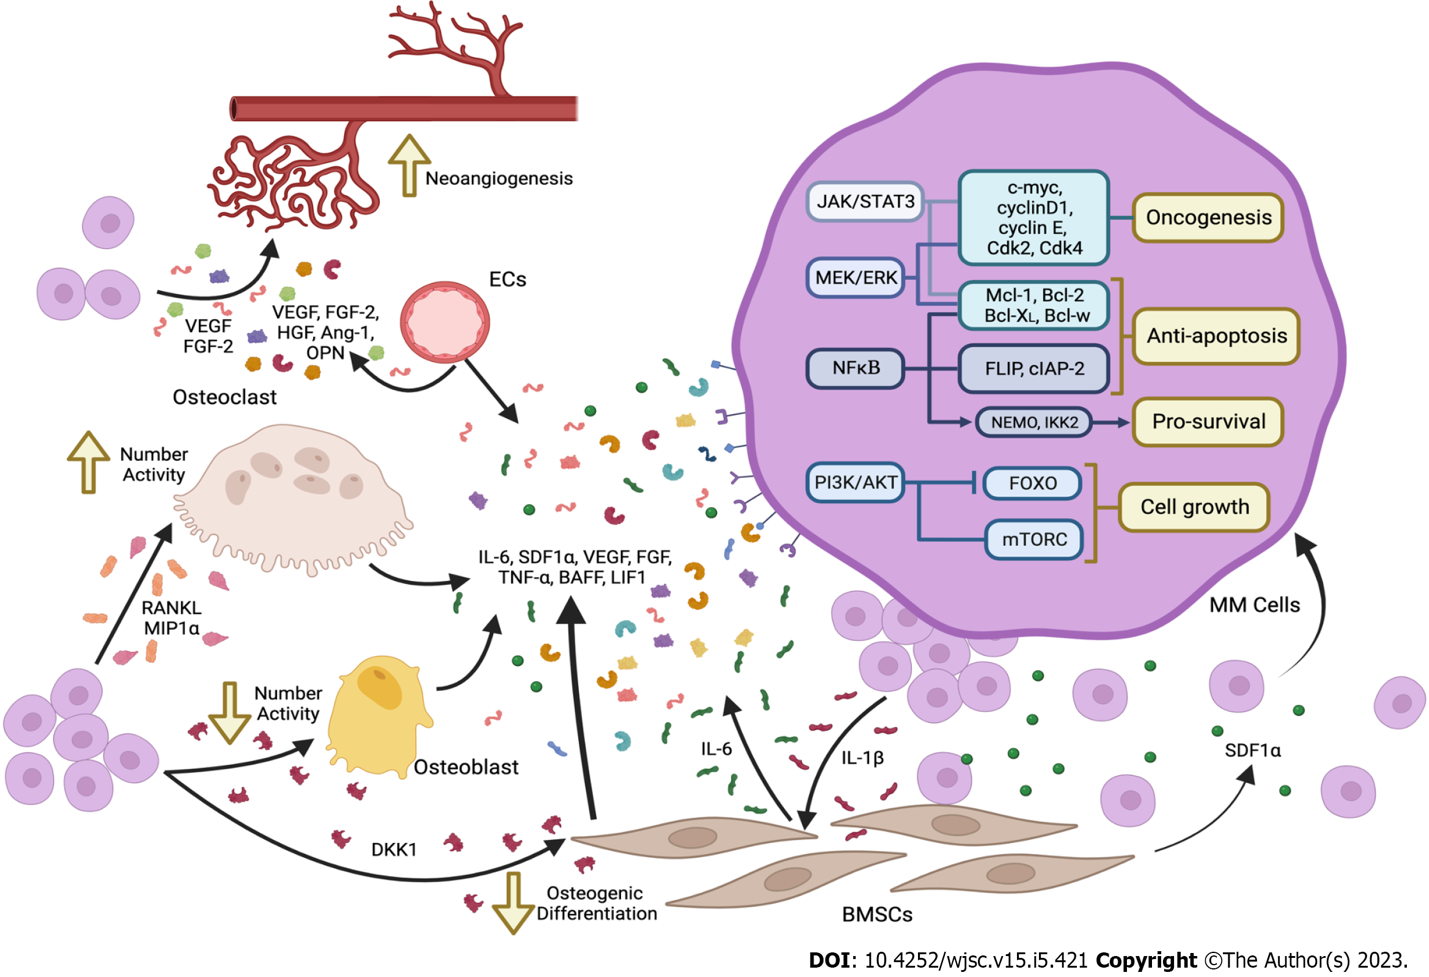 Neoangiogenesis
ECs
VEGF
FGF-2
VEGF, FGF-2,
HGF, Ang-1,
OPN
Osteoclast
Number
Activity
RANKL
MIP1α
IL-6, SDF1α, VEGF, FGF,
TNF-α, BAFF, LIF1
Number
Activity
Osteoblast
DKK1
Osteogenic
Differentiation
IL-6
IL-1β
BMSCs
SDF1α
MM Cells
JAK/STAT3
c-myc,
cyclinD1,
cyclin E,
Cdk2, Cdk4
Oncogenesis
MEK/ERK
Mcl-1, Bcl-2
Bcl-XL, Bcl-w
Anti-apoptosis
NFκB
FLIP, cIAP-2
NEMO, IKK2
Pro-survival
PI3K/AKT
FOXO
mTORC
Cell growth
DOI: 10.4252/wjsc.v15.i5.421 Copyright ©The Author(s) 2023.